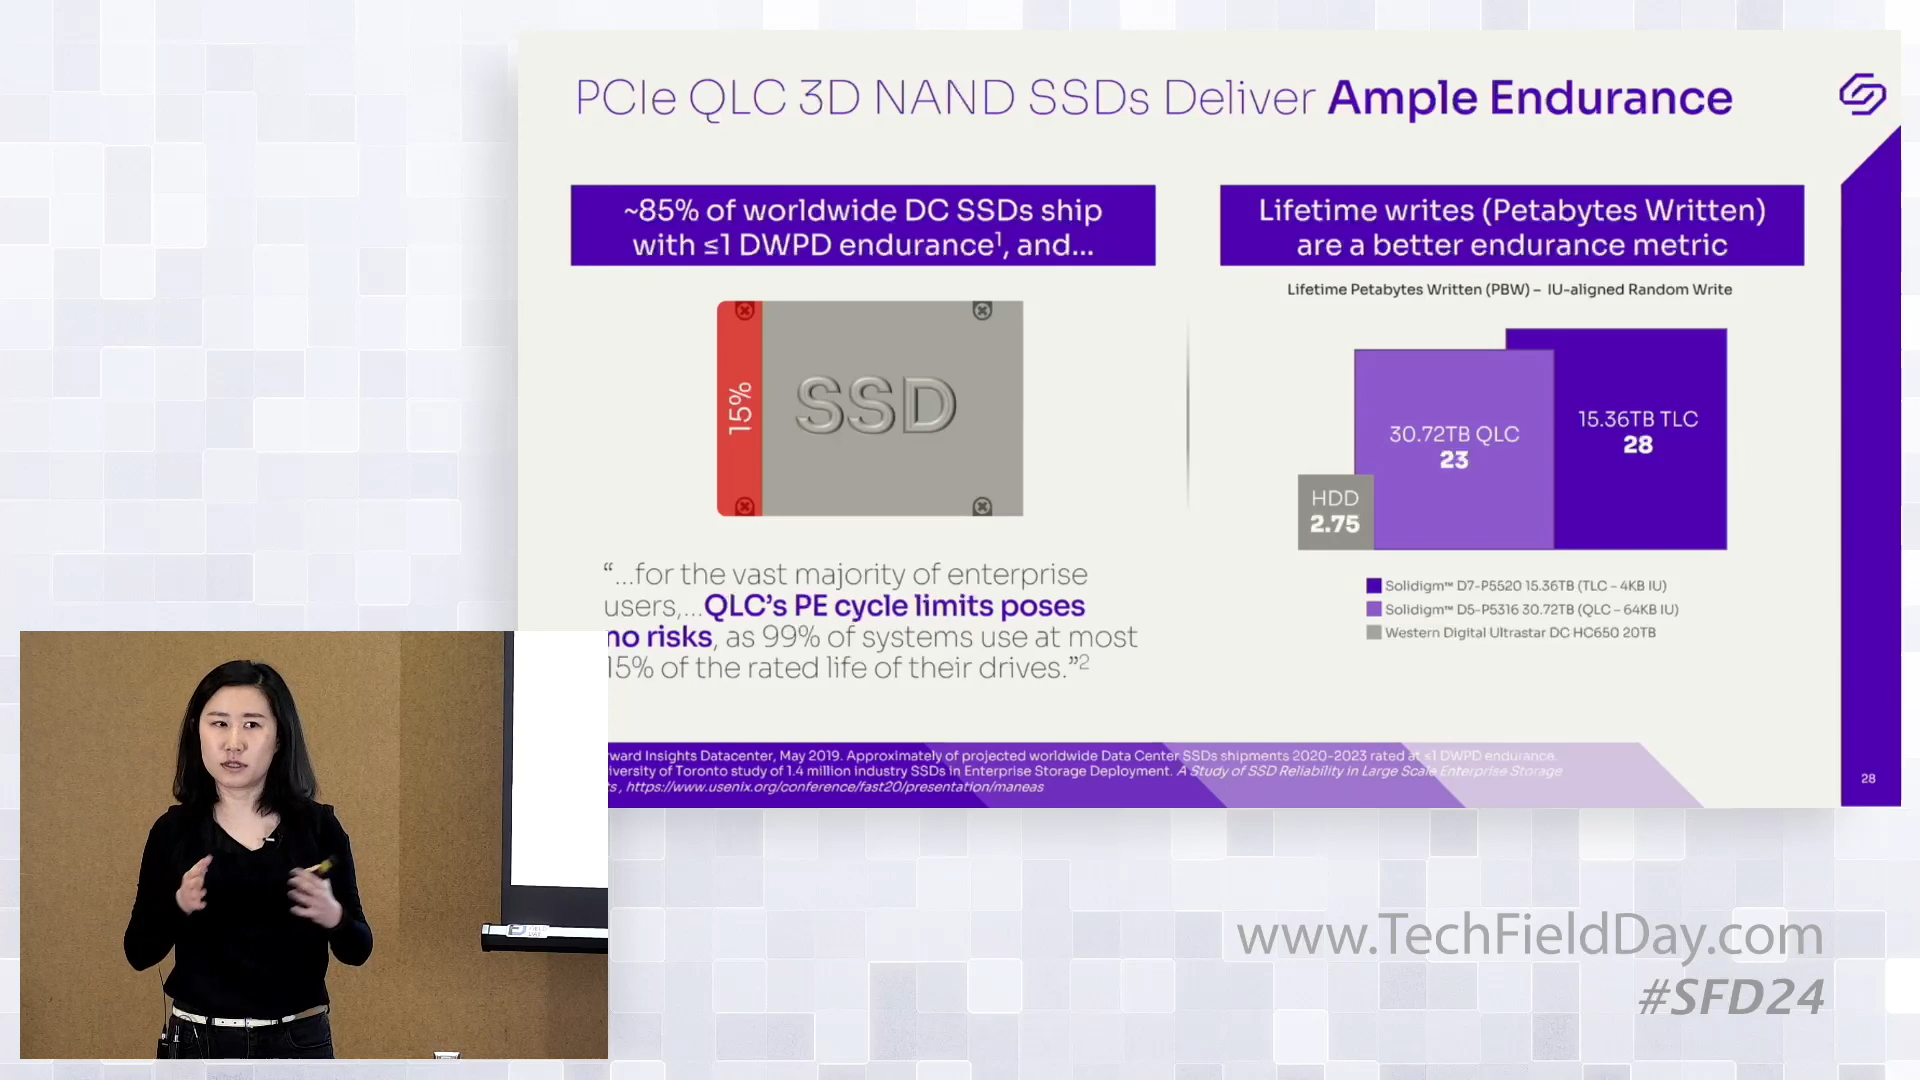 PCIe QLC 3D NAND SSDs Deliver Ample Endurance
~85% of worldwide DC SSDs ship
with ≤1 DWPD endurance¹, and...
15%
SSD
“...for the vast majority of enterprise
users,...QLC’s PE cycle limits poses
no risks, as 99% of systems use at most
15% of the rated life of their drives.”²
Lifetime writes (Petabytes Written)
are a better endurance metric
Lifetime Petabytes Written (PBW) – IU-aligned Random Write
30.72TB QLC
23
15.36TB TLC
28
HDD
2.75
Solidigm™ D7-P5520 15.36TB (TLC – 4KB IU)
Solidigm™ D5-P5316 30.72TB (QLC – 64KB IU)
Western Digital Ultrastar DC HC650 20TB
ward Insights Datacenter, May 2019. Approximately of projected worldwide Data Center SSDs shipments 2020-2023 rated at ≤1 DWPD endurance.
iversity of Toronto study of 1.4 million industry SSDs in Enterprise Storage Deployment. A Study of SSD Reliability in Large Scale Enterprise Storage
, https://www.usenix.org/conference/fast20/presentation/maneas
28
www.TechFieldDay.com
#SFD24